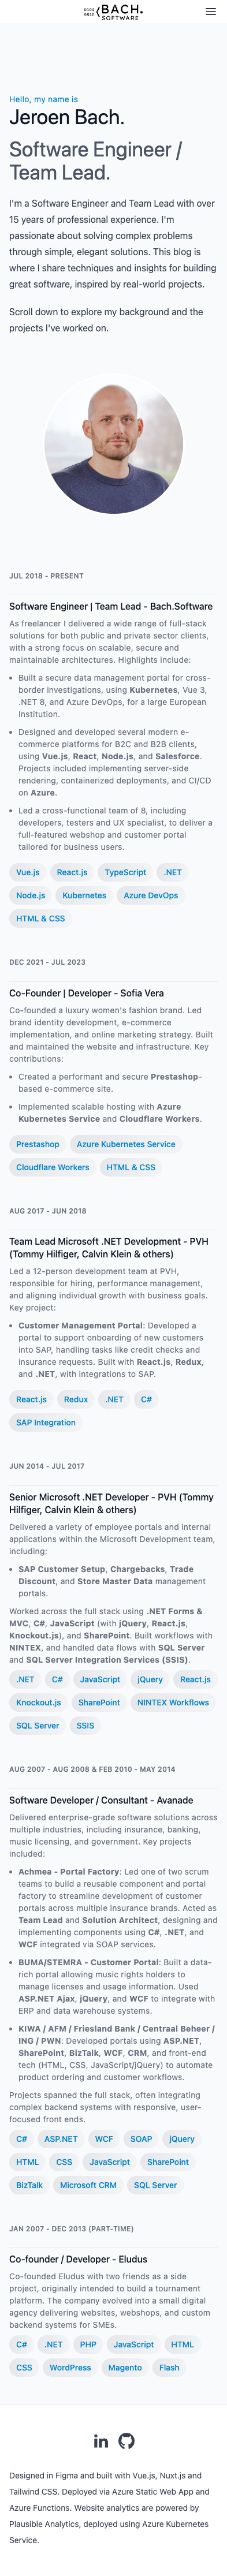 0100
0010
BACH.
SOFTWARE
Hello, my name is
Jeroen Bach.
Software Engineer /
Team Lead.
I'm a Software Engineer and Team Lead with over
15 years of professional experience. I'm
passionate about solving complex problems
through simple, elegant solutions. This blog is
where I share techniques and insights for building
great software, inspired by real-world projects.
Scroll down to explore my background and the
projects I've worked on.
JUL 2018 - PRESENT
Software Engineer | Team Lead - Bach.Software
As freelancer I delivered a wide range of full-stack
solutions for both public and private sector clients,
with a strong focus on scalable, secure and
maintainable architectures. Highlights include:
• Built a secure data management portal for cross-
border investigations, using Kubernetes, Vue 3,
.NET 8, and Azure DevOps, for a large European
Institution.
• Designed and developed several modern e-
commerce platforms for B2C and B2B clients,
using Vue.js, React, Node.js, and Salesforce.
Projects included implementing server-side
rendering, containerized deployments, and CI/CD
on Azure.
• Led a cross-functional team of 8, including
developers, testers and UX specialist, to deliver a
full-featured webshop and customer portal
tailored for business users.
Vue.js React.js TypeScript .NET
Node.js Kubernetes Azure DevOps
HTML & CSS
DEC 2021 - JUL 2023
Co-Founder | Developer - Sofia Vera
Co-founded a luxury women's fashion brand. Led
brand identity development, e-commerce
implementation, and online marketing strategy. Built
and maintained the website and infrastructure. Key
contributions:
• Created a performant and secure Prestashop-
based e-commerce site.
• Implemented scalable hosting with Azure
Kubernetes Service and Cloudflare Workers.
Prestashop Azure Kubernetes Service
Cloudflare Workers HTML & CSS
AUG 2017 - JUN 2018
Team Lead Microsoft .NET Development - PVH
(Tommy Hilfiger, Calvin Klein & others)
Led a 12-person development team at PVH,
responsible for hiring, performance management,
and aligning individual growth with business goals.
Key project:
• Customer Management Portal: Developed a
portal to support onboarding of new customers
into SAP, handling tasks like credit checks and
insurance requests. Built with React.js, Redux,
and .NET, with integrations to SAP.
React.js Redux .NET C#
SAP Integration
JUN 2014 - JUL 2017
Senior Microsoft .NET Developer - PVH (Tommy
Hilfiger, Calvin Klein & others)
Delivered a variety of employee portals and internal
applications within the Microsoft Development team,
including:
• SAP Customer Setup, Chargebacks, Trade
Discount, and Store Master Data management
portals.
Worked across the full stack using .NET Forms &
MVC, C#, JavaScript (with jQuery, React.js,
Knockout.js), and SharePoint. Built workflows with
NINTEX, and handled data flows with SQL Server
and SQL Server Integration Services (SSIS).
.NET C# JavaScript jQuery React.js
Knockout.js SharePoint NINTEX Workflows
SQL Server SSIS
AUG 2007 - AUG 2008 & FEB 2010 - MAY 2014
Software Developer / Consultant - Avanade
Delivered enterprise-grade software solutions across
multiple industries, including insurance, banking,
music licensing, and government. Key projects
included:
• Achmea - Portal Factory: Led one of two scrum
teams to build a reusable component and portal
factory to streamline development of customer
portals across multiple insurance brands. Acted as
Team Lead and Solution Architect, designing and
implementing components using C#, .NET, and
WCF integrated via SOAP services.
• BUMA/STEMRA - Customer Portal: Built a data-
rich portal allowing music rights holders to
manage licenses and usage information. Used
ASP.NET Ajax, jQuery, and WCF to integrate with
ERP and data warehouse systems.
• KIWA / AFM / Friesland Bank / Centraal Beheer /
ING / PWN: Developed portals using ASP.NET,
SharePoint, BizTalk, WCF, CRM, and front-end
tech (HTML, CSS, JavaScript/jQuery) to automate
product ordering and customer workflows.
Projects spanned the full stack, often integrating
complex backend systems with responsive, user-
focused front ends.
C# ASP.NET WCF SOAP jQuery
HTML CSS JavaScript SharePoint
BizTalk Microsoft CRM SQL Server
JAN 2007 - DEC 2013 (PART-TIME)
Co-founder / Developer - Eludus
Co-founded Eludus with two friends as a side
project, originally intended to build a tournament
platform. The company evolved into a small digital
agency delivering websites, webshops, and custom
backend systems for SMEs.
C# .NET PHP JavaScript HTML
CSS WordPress Magento Flash
in
Designed in Figma and built with Vue.js, Nuxt.js and
Tailwind CSS. Deployed via Azure Static Web App and
Azure Functions. Website analytics are powered by
Plausible Analytics, deployed using Azure Kubernetes
Service.